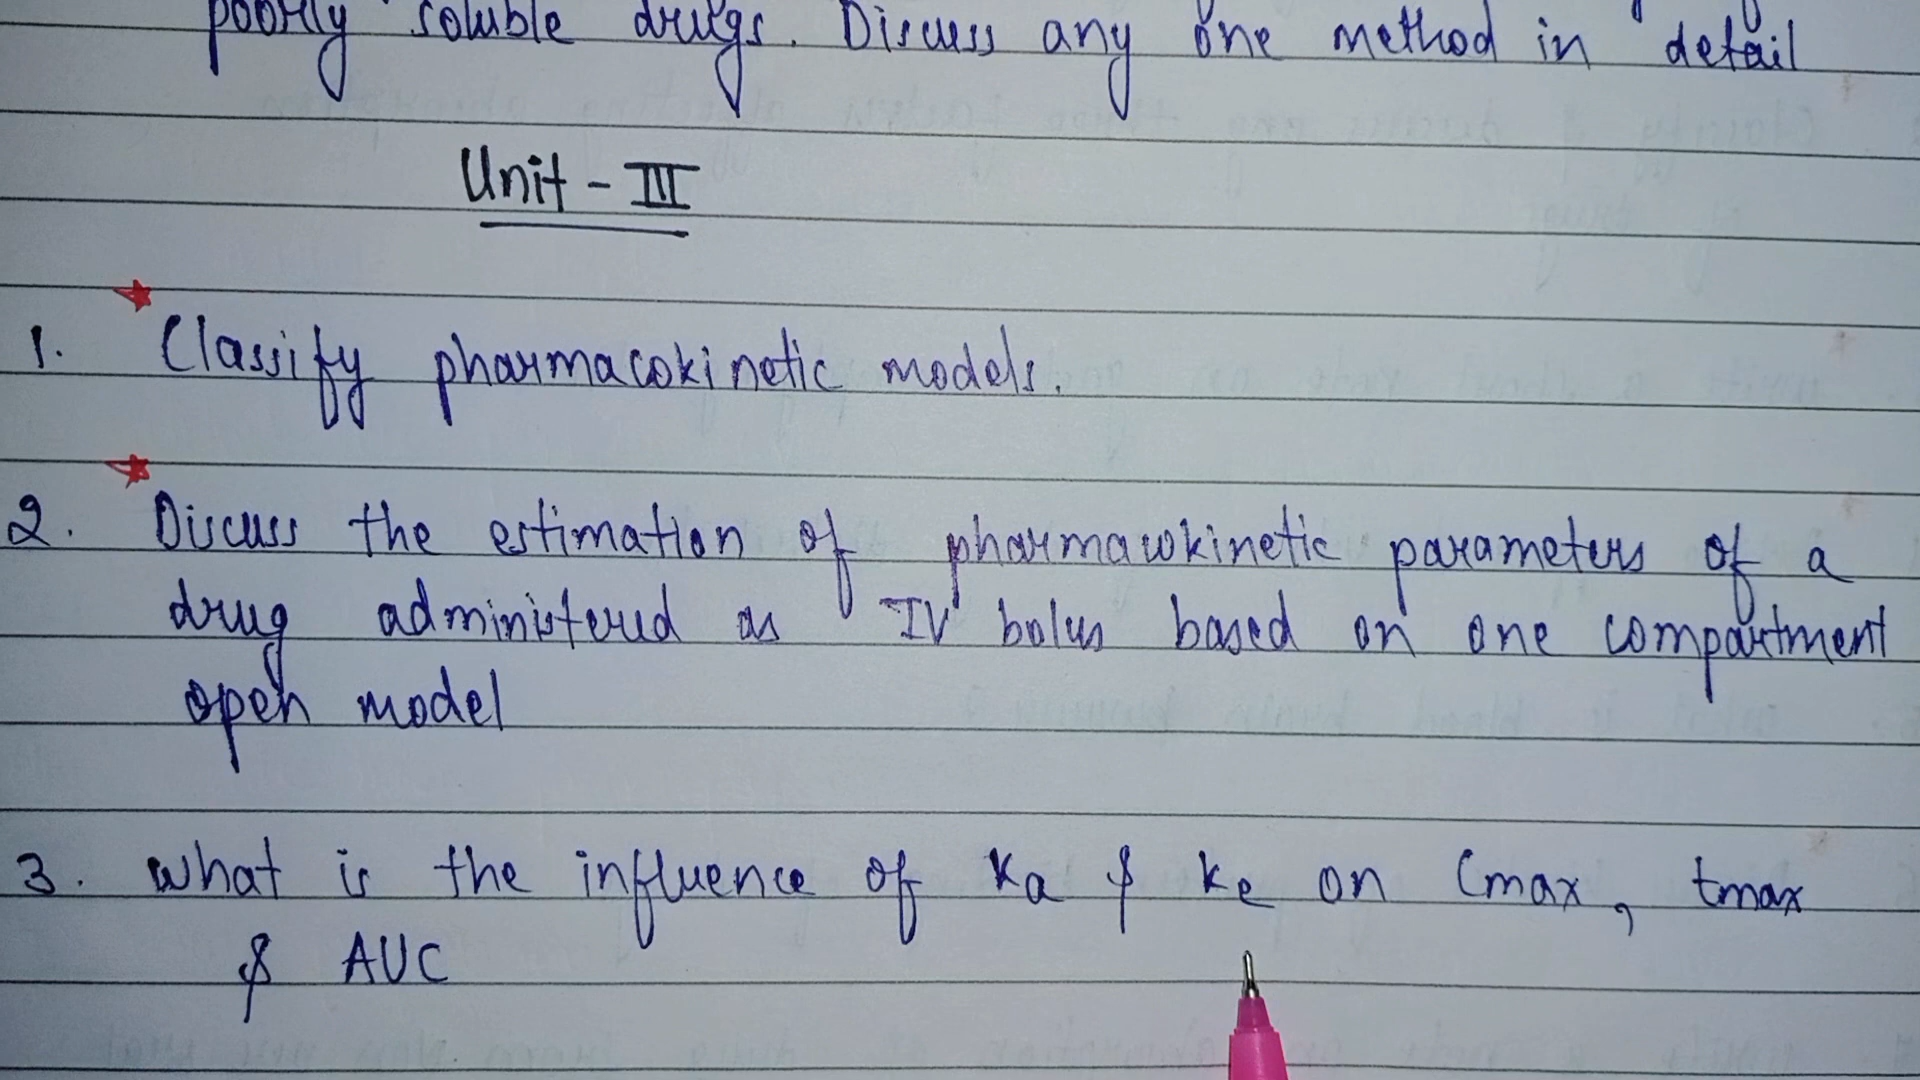 poorly soluble drugs. Discuss any one method in detail
Unit - III
1. Classify pharmacokinetic models.
2. Discuss the estimation of pharmacokinetic parameters of a
drug administered as IV bolus based on one compartment
open model
3. What is the influence of Ka & Ke on Cmax, tmax
& AUC